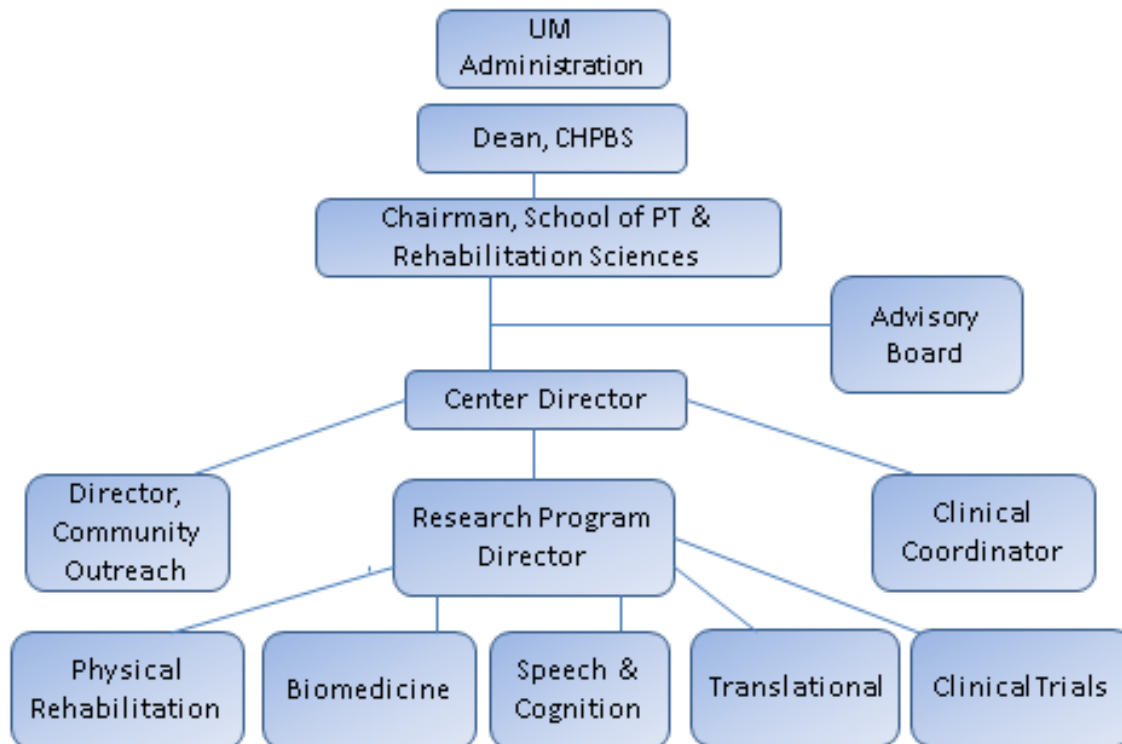 UM
Administration
Dean, CHPBS
Chairman, School of PT &
Rehabilitation Sciences
Advisory
Board
Center Director
Director,
Community
Outreach
Research Program
Director
Clinical
Coordinator
Physical
Rehabilitation
Biomedicine
Speech &
Cognition
Translational
Clinical Trials